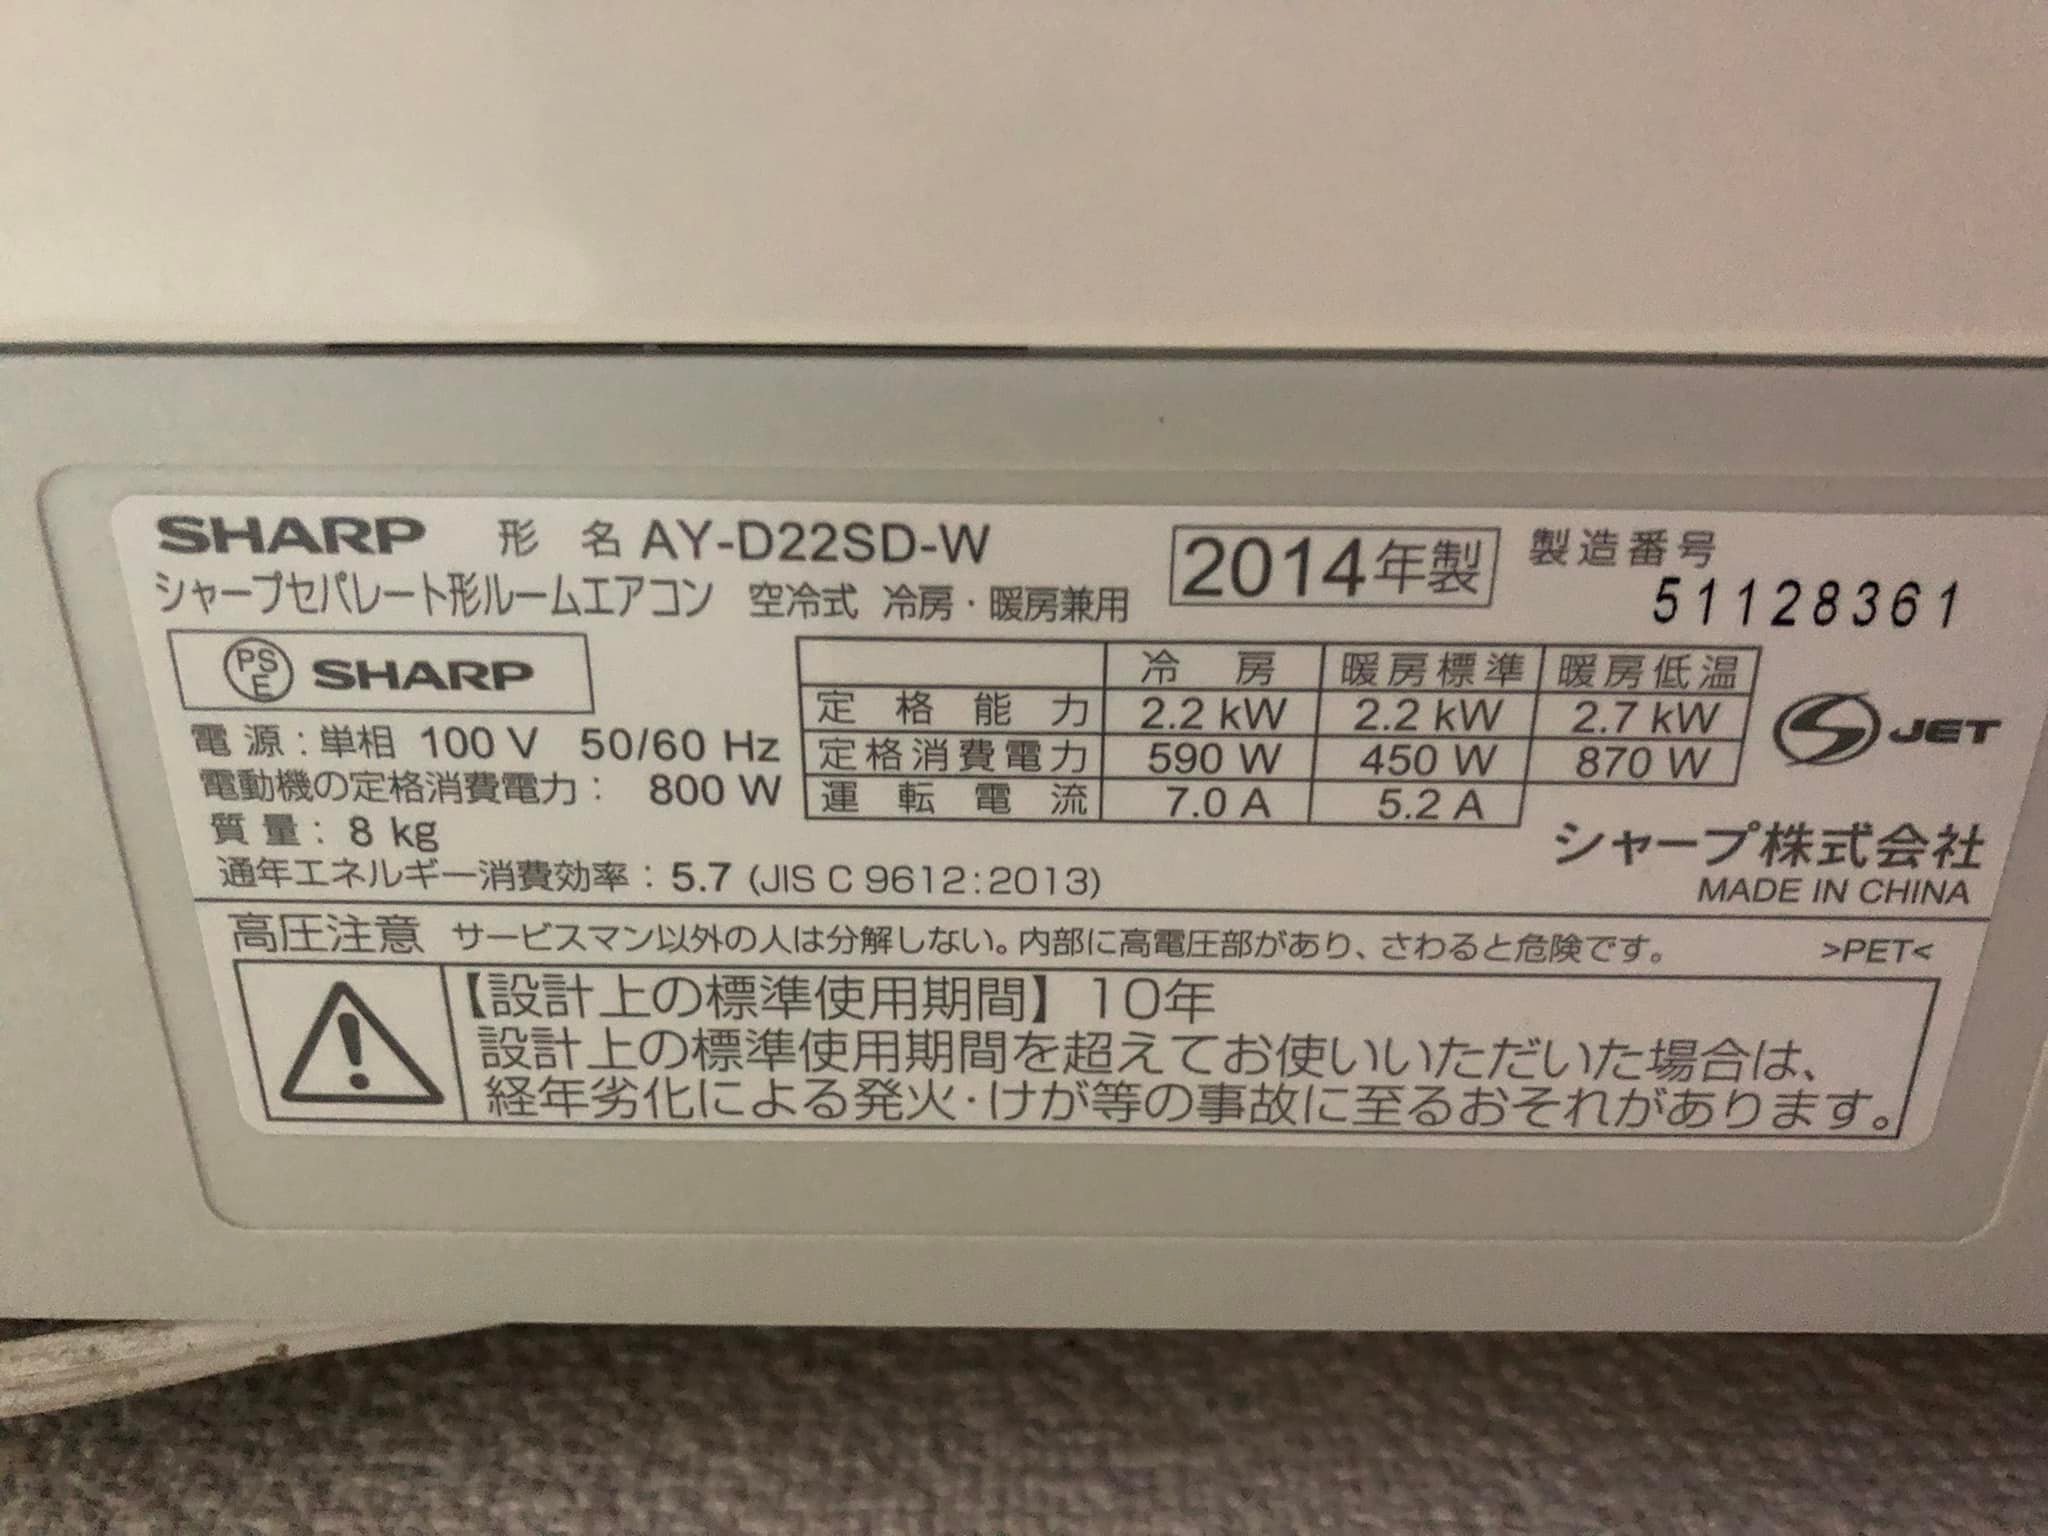 SHARP 形 名 AY-D22SD-W 2014年製 製造番号
51128361
シャープセパレート形ルームエアコン 空冷式 冷房・暖房兼用
PSE SHARP
冷 房 暖房標準 暖房低温
定 格 能 力 2.2 kW 2.2 kW 2.7 kW
定格消費電力 590 W 450 W 870 W
運 転 電 流 7.0 A 5.2 A
JET
電 源 : 単相 100 V 50/60 Hz
電動機の定格消費電力 : 800 W
質 量 : 8 kg
通年エネルギー消費効率 : 5.7 (JIS C 9612:2013)
シャープ株式会社
MADE IN CHINA
高圧注意 サービスマン以外の人は分解しない。内部に高電圧部があり、さわると危険です。 >PET<
【設計上の標準使用期間】10年
設計上の標準使用期間を超えてお使いいただいた場合は、
経年劣化による発火・けが等の事故に至るおそれがあります。